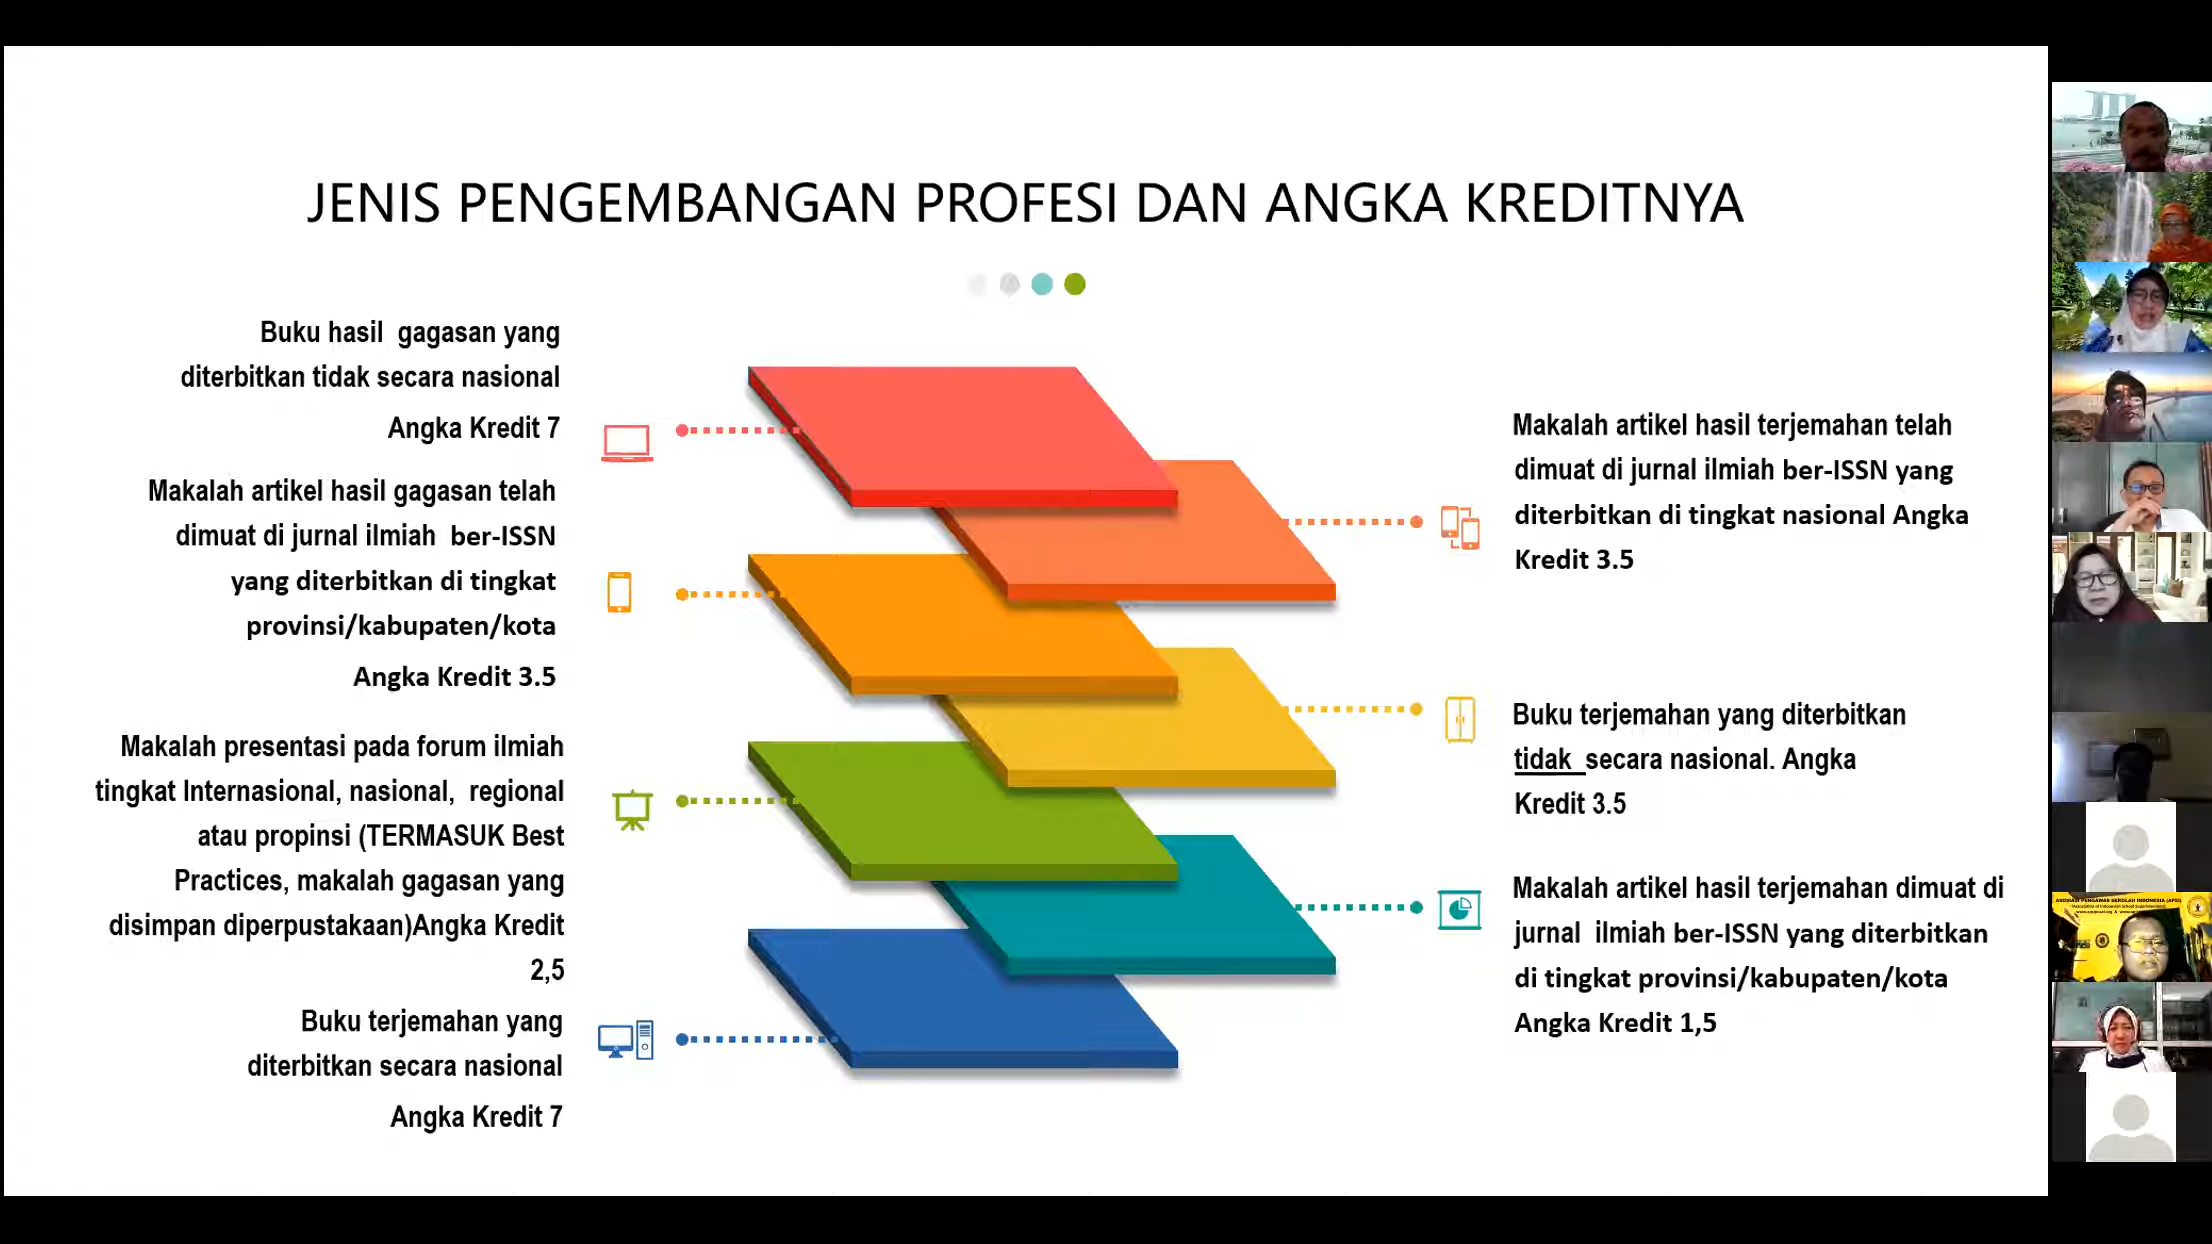 JENIS PENGEMBANGAN PROFESI DAN ANGKA KREDITNYA
Buku hasil gagasan yang
diterbitkan tidak secara nasional
Angka Kredit 7
Makalah artikel hasil gagasan telah
dimuat di jurnal ilmiah ber-ISSN
yang diterbitkan di tingkat
provinsi/kabupaten/kota
Angka Kredit 3.5
Makalah presentasi pada forum ilmiah
tingkat Internasional, nasional, regional
atau propinsi (TERMASUK Best
Practices, makalah gagasan yang
disimpan diperpustakaan)Angka Kredit
2,5
Buku terjemahan yang
diterbitkan secara nasional
Angka Kredit 7
Makalah artikel hasil terjemahan telah
dimuat di jurnal ilmiah ber-ISSN yang
diterbitkan di tingkat nasional Angka
Kredit 3.5
Buku terjemahan yang diterbitkan
tidak secara nasional. Angka
Kredit 3.5
Makalah artikel hasil terjemahan dimuat di
jurnal ilmiah ber-ISSN yang diterbitkan
di tingkat provinsi/kabupaten/kota
Angka Kredit 1,5
ASOSIASI PENGAWAS SEKOLAH INDONESIA (APSI)